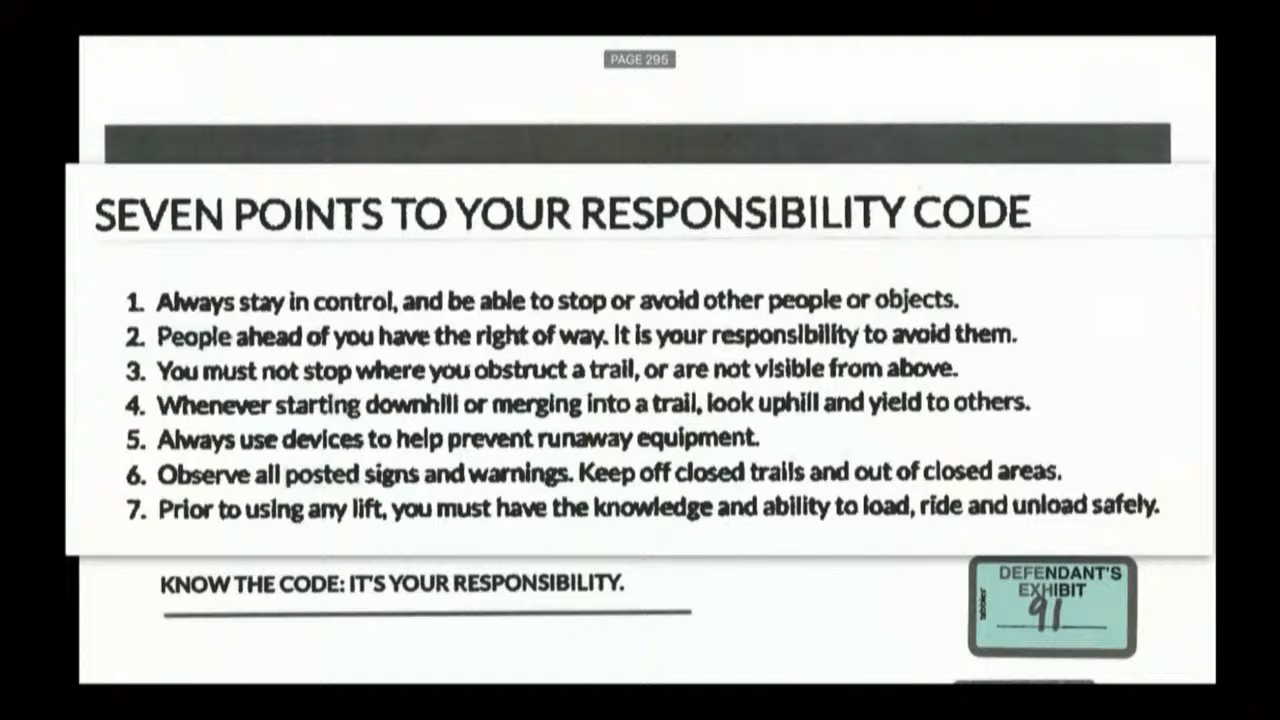 PAGE 295
SEVEN POINTS TO YOUR RESPONSIBILITY CODE
1. Always stay in control, and be able to stop or avoid other people or objects.
2. People ahead of you have the right of way. It is your responsibility to avoid them.
3. You must not stop where you obstruct a trail, or are not visible from above.
4. Whenever starting downhill or merging into a trail, look uphill and yield to others.
5. Always use devices to help prevent runaway equipment.
6. Observe all posted signs and warnings. Keep off closed trails and out of closed areas.
7. Prior to using any lift, you must have the knowledge and ability to load, ride and unload safely.
KNOW THE CODE: IT'S YOUR RESPONSIBILITY.
DEFENDANT'S
EXHIBIT
91